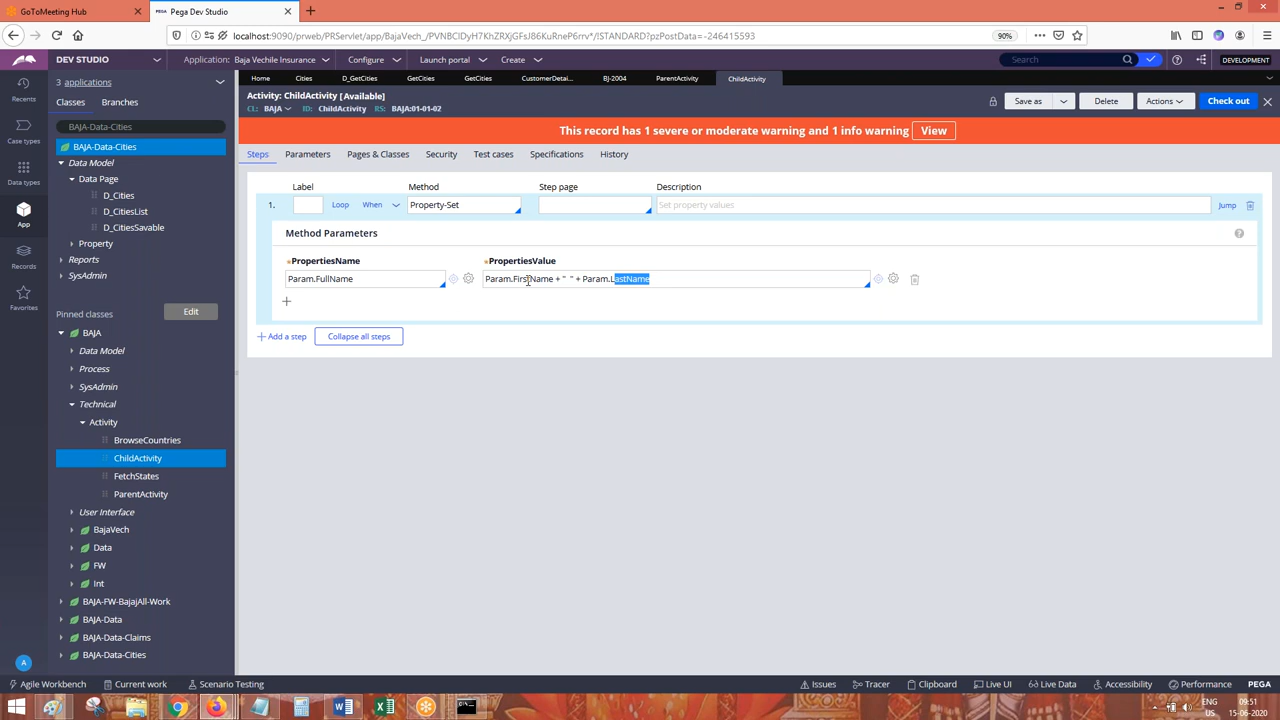 GoToMeeting Hub
Pega Dev Studio
localhost:9090/prweb/PRServlet/app/BajaVech_/PVNBClDyH7KhZRXjGFsJ86KuRneP6rrv*/!STANDARD?pzPostData=-246415593
90%
DEV STUDIO
Application: Baja Vechile Insurance
Configure
Launch portal
Create
Search
DEVELOPMENT
Recents
Case types
Data types
App
Records
Favorites
A
3 applications
Classes
Branches
BAJA-Data-Cities
BAJA-Data-Cities
Data Model
Data Page
D_Cities
D_CitiesList
D_CitiesSavable
Property
Reports
SysAdmin
Pinned classes
Edit
BAJA
Data Model
Process
SysAdmin
Technical
Activity
BrowseCountries
ChildActivity
FetchStates
ParentActivity
User Interface
BajaVech
Data
FW
Int
BAJA-FW-BajajAll-Work
BAJA-Data
BAJA-Data-Claims
BAJA-Data-Cities
Home
Cities
D_GetCities
GetCities
GetCities
CustomerDetai...
BJ-2004
ParentActivity
ChildActivity
Activity: ChildActivity [Available]
CL: BAJA ID: ChildActivity RS: BAJA:01-01-02
Save as
Delete
Actions
Check out
This record has 1 severe or moderate warning and 1 info warning
View
Steps
Parameters
Pages & Classes
Security
Test cases
Specifications
History
Label
Method
Step page
Description
1.
Loop
When
Property-Set
Set property values
Jump
Method Parameters
?
*PropertiesName
*PropertiesValue
Param.FullName
Param.FirstName + " " + Param.LastName
Add a step
Collapse all steps
Agile Workbench
Current work
Scenario Testing
Issues
Tracer
Clipboard
Live UI
Live Data
Accessibility
Performance
PEGA
ENG
US
09:51
15-06-2020